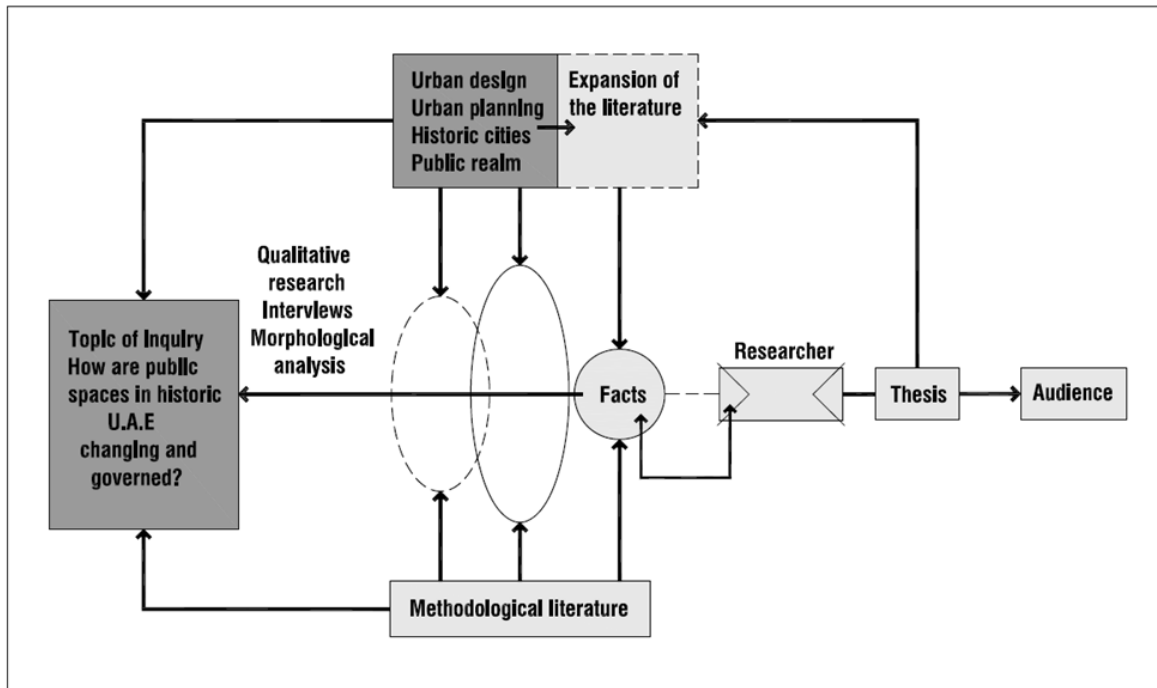 Urban design
Urban planning
Historic cities
Public realm
Expansion of
the literature
Qualitative
research
Interviews
Morphological
analysis
Topic of Inquiry
How are public
spaces in historic
U.A.E
changing and
governed?
Facts
Researcher
Thesis
Audience
Methodological literature